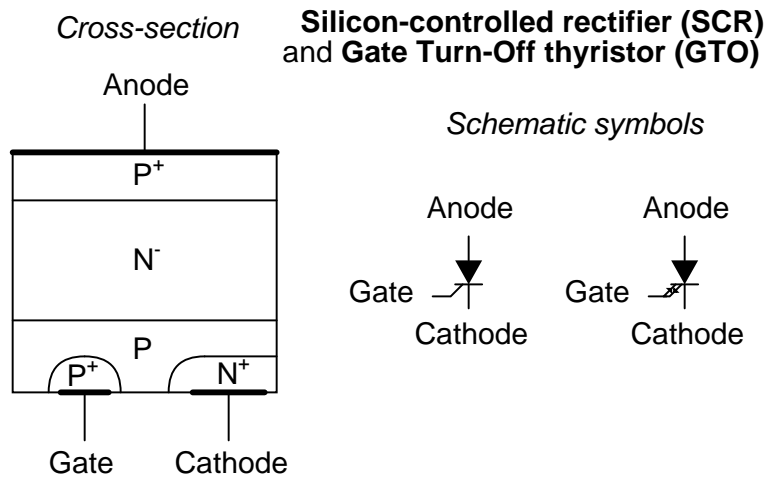 Cross-section
Silicon-controlled rectifier (SCR)
and Gate Turn-Off thyristor (GTO)
Anode
Schematic symbols
P+
N-
P
P+
N+
Gate
Cathode
Anode
Gate
Cathode
Anode
Gate
Cathode